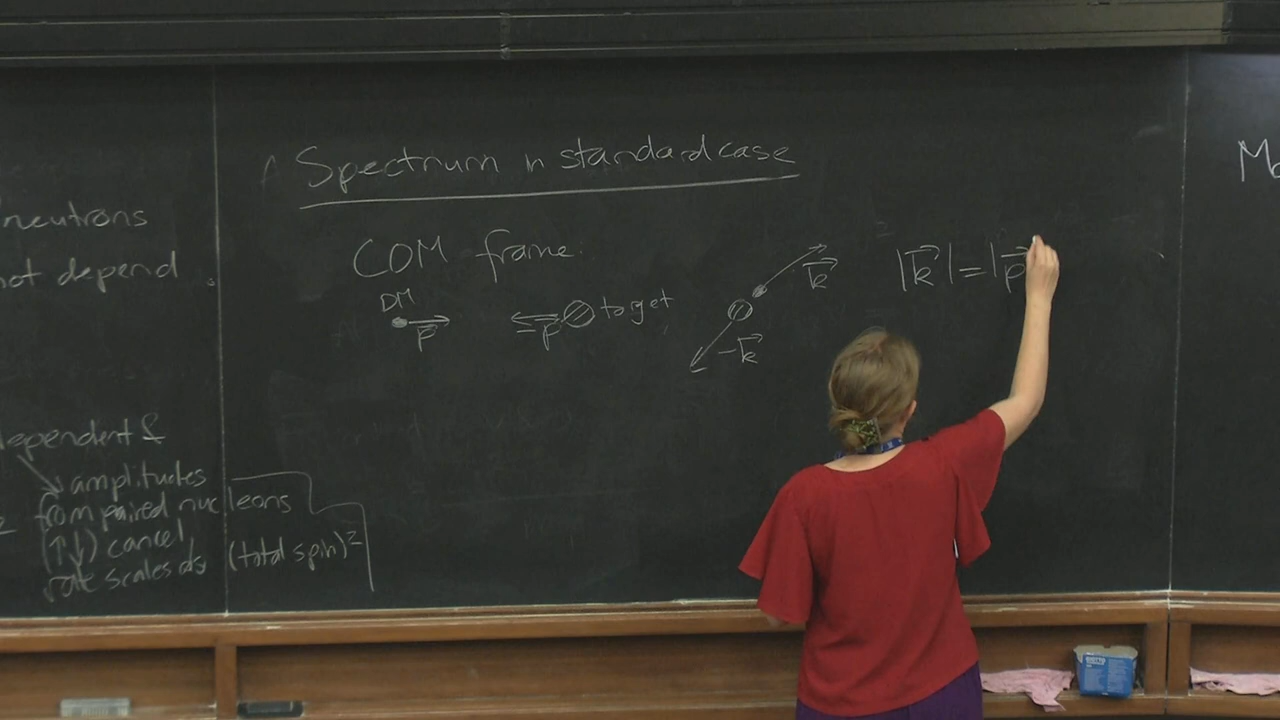 neutrons
not depend
dependent &
amplitudes
from paired nucleons
(↑↓) cancel,
rate scales as (total spin)²
Spectrum in standard case
COM frame:
DM
p⃗
-p⃗
target
k⃗
-k⃗
|k⃗| = |p⃗